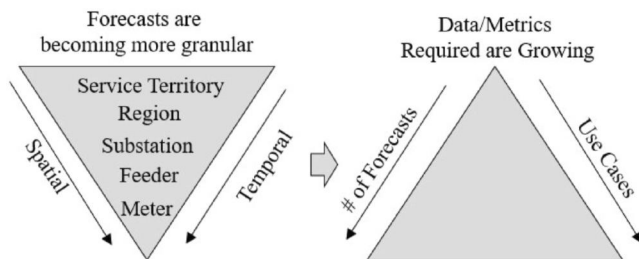 Forecasts are
becoming more granular
Service Territory
Region
Substation
Feeder
Meter
Spatial
Temporal
Data/Metrics
Required are Growing
# of Forecasts
Use Cases